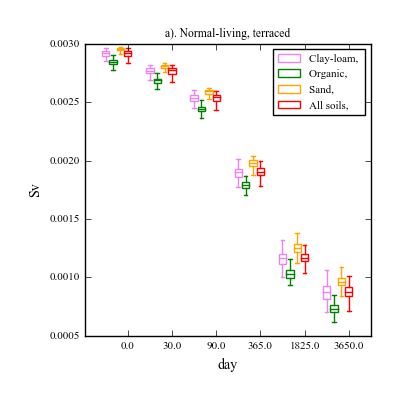 a). Normal-living, terraced
0.0030
0.0025
0.0020
0.0015
0.0010
0.0005
Sv
Clay-loam,
Organic,
Sand,
All soils,
0.0
30.0
90.0
365.0
1825.0
3650.0
day